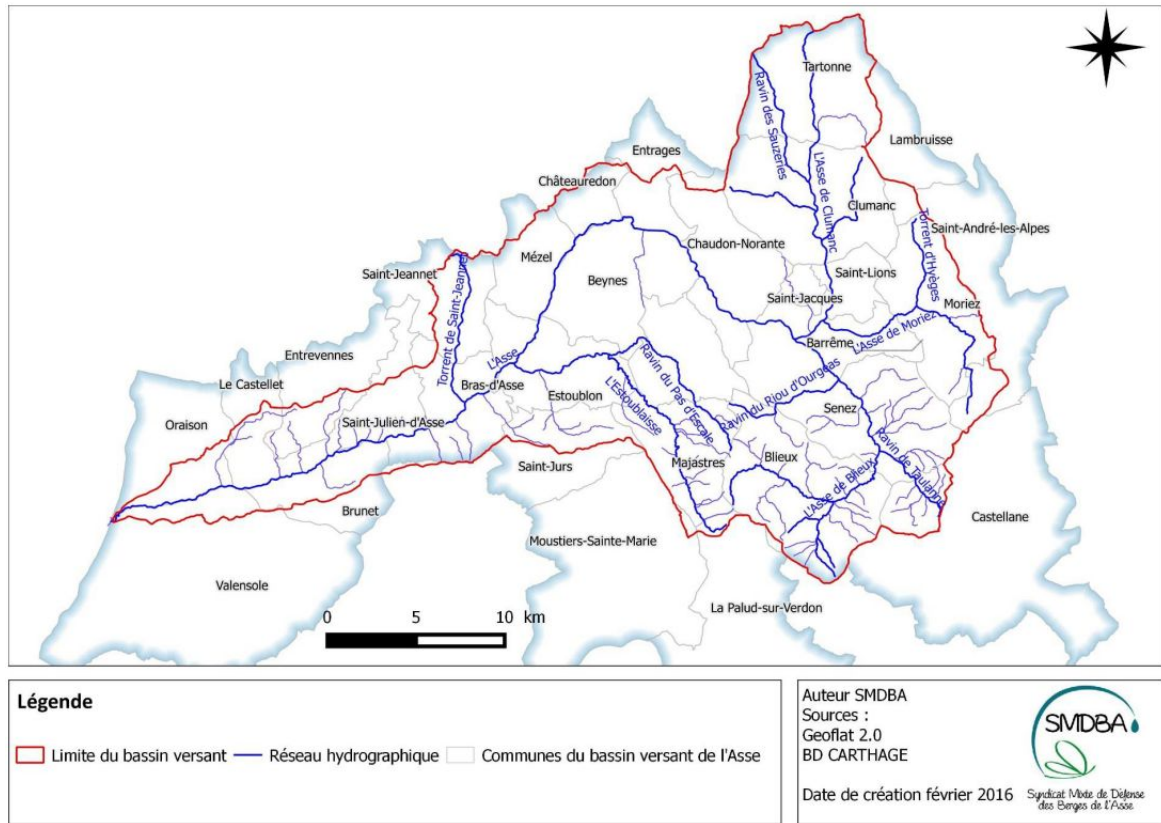 Tartonne
Ravin des Sauzeries
Lambruisse
Entrages
Châteauredon
L'Asse de Clumanc
Clumanc
Torrent d'Hyèges
Saint-André-les-Alpes
Chaudon-Norante
Mézel
Saint-Jeannet
Beynes
Saint-Lions
Saint-Jacques
Moriez
Torrent de Saint-Jeannet
L'Asse de Moriez
Barrême
Entrevennes
L'Asse
Ravin du Pas d'Escale
Ravin du Riou d'Ourgeas
Le Castellet
Bras-d'Asse
Estoublon
L'Estoublaisse
Senez
Oraison
Saint-Julien-d'Asse
Ravin de Taulanne
Saint-Jurs
Majastres
Blieux
L'Asse de Blieux
Brunet
Castellane
Moustiers-Sainte-Marie
Valensole
La Palud-sur-Verdon
0 5 10 km
Légende
Limite du bassin versant
Réseau hydrographique
Communes du bassin versant de l'Asse
Auteur SMDBA
Sources :
Geoflat 2.0
BD CARTHAGE
Date de création février 2016
SMDBA
Syndicat Mixte de Défense
des Berges de l'Asse